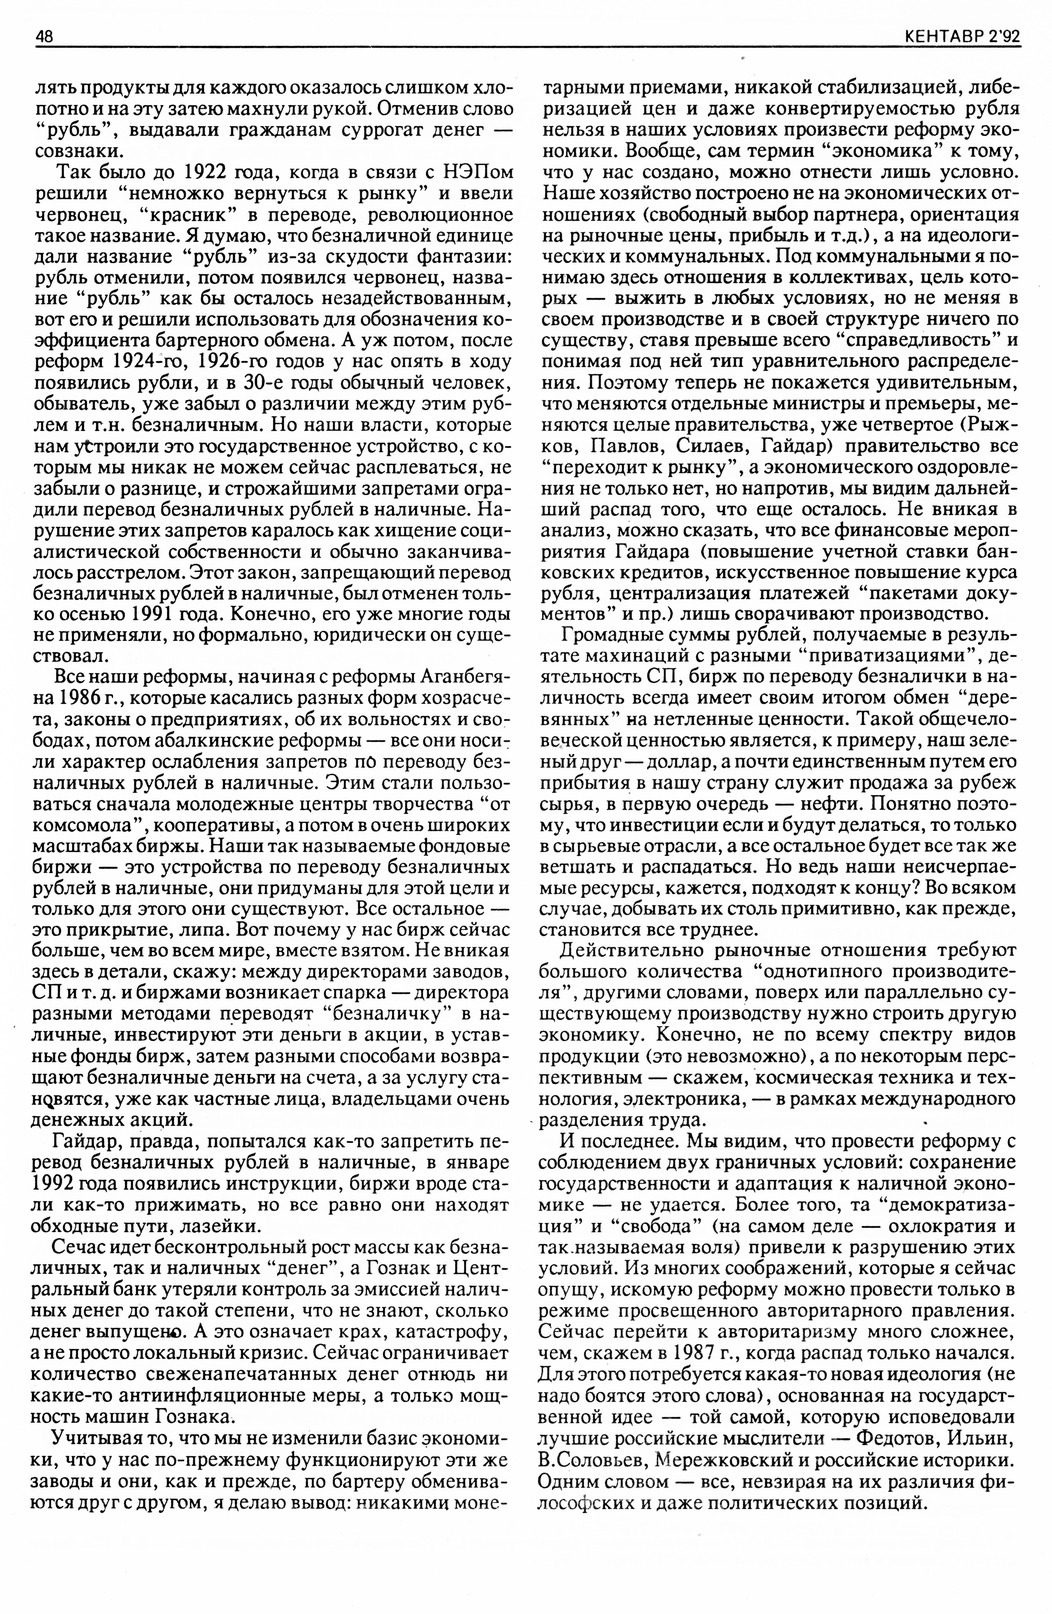 48
КЕНТАВР 2'92
лять продукты для каждого оказалось слишком хло-
потно и на эту затею махнули рукой. Отменив слово
“рубль”, выдавали гражданам суррогат денег —
совзнаки.
Так было до 1922 года, когда в связи с НЭПом
решили “немножко вернуться к рынку” и ввели
червонец, “красник” в переводе, революционное
такое название. Я думаю, что безналичной единице
дали название “рубль” из-за скудости фантазии:
рубль отменили, потом появился червонец, назва-
ние “рубль” как бы осталось незадействованным,
вот его и решили использовать для обозначения ко-
эффициента бартерного обмена. А уж потом, после
реформ 1924-го, 1926-го годов у нас опять в ходу
появились рубли, и в 30-е годы обычный человек,
обыватель, уже забыл о различии между этим руб-
лем и т.н. безналичным. Но наши власти, которые
нам устроили это государственное устройство, с ко-
торым мы никак не можем сейчас расплеваться, не
забыли о разнице, и строжайшими запретами огра-
дили перевод безналичных рублей в наличные. На-
рушение этих запретов каралось как хищение соци-
алистической собственности и обычно заканчива-
лось расстрелом. Этот закон, запрещающий перевод
безналичных рублей в наличные, был отменен толь-
ко осенью 1991 года. Конечно, его уже многие годы
не применяли, но формально, юридически он суще-
ствовал.
Все наши реформы, начиная с реформы Аганбегя-
на 1986 г., которые касались разных форм хозрасче-
та, законы о предприятиях, об их вольностях и сво-
бодах, потом абалкинские реформы — все они носи-
ли характер ослабления запретов по переводу без-
наличных рублей в наличные. Этим стали пользо-
ваться сначала молодежные центры творчества “от
комсомола”, кооперативы, а потом в очень широких
масштабах биржы. Наши так называемые фондовые
биржи — это устройства по переводу безналичных
рублей в наличные, они придуманы для этой цели и
только для этого они существуют. Все остальное —
это прикрытие, липа. Вот почему у нас бирж сейчас
больше, чем во всем мире, вместе взятом. Не вникая
здесь в детали, скажу: между директорами заводов,
СП и т. д. и биржами возникает спарка — директора
разными методами переводят “безналичку” в на-
личные, инвестируют эти деньги в акции, в устав-
ные фонды бирж, затем разными способами возвра-
щают безналичные деньги на счета, а за услугу ста-
новятся, уже как частные лица, владельцами очень
денежных акций.
Гайдар, правда, попытался как-то запретить пе-
ревод безналичных рублей в наличные, в январе
1992 года появились инструкции, биржи вроде ста-
ли как-то прижимать, но все равно они находят
обходные пути, лазейки.
Сечас идет бесконтрольный рост массы как безна-
личных, так и наличных “денег”, а Гознак и Цент-
ральный банк утеряли контроль за эмиссией налич-
ных денег до такой степени, что не знают, сколько
денег выпущено. А это означает крах, катастрофу,
а не просто локальный кризис. Сейчас ограничивает
количество свеженапечатанных денег отнюдь ни
какие-то антиинфляционные меры, а только мощ-
ность машин Гознака.
Учитывая то, что мы не изменили базис экономи-
ки, что у нас по-прежнему функционируют эти же
заводы и они, как и прежде, по бартеру обменива-
ются друг с другом, я делаю вывод: никакими моне-
тарными приемами, никакой стабилизацией, либе-
ризацией цен и даже конвертируемостью рубля
нельзя в наших условиях произвести реформу эко-
номики. Вообще, сам термин “экономика” к тому,
что у нас создано, можно отнести лишь условно.
Наше хозяйство построено не на экономических от-
ношениях (свободный выбор партнера, ориентация
на рыночные цены, прибыль и т.д.), а на идеологи-
ческих и коммунальных. Под коммунальными я по-
нимаю здесь отношения в коллективах, цель кото-
рых — выжить в любых условиях, но не меняя в
своем производстве и в своей структуре ничего по
существу, ставя превыше всего “справедливость” и
понимая под ней тип уравнительного распределе-
ния. Поэтому теперь не покажется удивительным,
что меняются отдельные министры и премьеры, ме-
няются целые правительства, уже четвертое (Рыж-
ков, Павлов, Силаев, Гайдар) правительство все
“переходит к рынку”, а экономического оздоровле-
ния не только нет, но напротив, мы видим дальней-
ший распад того, что еще осталось. Не вникая в
анализ, можно сказать, что все финансовые мероп-
риятия Гайдара (повышение учетной ставки бан-
ковских кредитов, искусственное повышение курса
рубля, централизация платежей “пакетами доку-
ментов” и пр.) лишь сворачивают производство.
Громадные суммы рублей, получаемые в резуль-
тате махинаций с разными “приватизациями”, де-
ятельность СП, бирж по переводу безналички в на-
личность всегда имеет своим итогом обмен “дере-
вянных” на нетленные ценности. Такой общечело-
веческой ценностью является, к примеру, наш зеле-
ный друг — доллар, а почти единственным путем его
прибытия в нашу страну служит продажа за рубеж
сырья, в первую очередь — нефти. Понятно поэто-
му, что инвестиции если и будут делаться, то только
в сырьевые отрасли, а все остальное будет все так же
ветшать и распадаться. Но ведь наши неисчерпае-
мые ресурсы, кажется, подходят к концу? Во всяком
случае, добывать их столь примитивно, как прежде,
становится все труднее.
Действительно рыночные отношения требуют
большого количества “однотипного производите-
ля”, другими словами, поверх или параллельно су-
ществующему производству нужно строить другую
экономику. Конечно, не по всему спектру видов
продукции (это невозможно), а по некоторым перс-
пективным — скажем, космическая техника и тех-
нология, электроника, — в рамках международного
разделения труда.
И последнее. Мы видим, что провести реформу с
соблюдением двух граничных условий: сохранение
государственности и адаптация к наличной эконо-
мике — не удается. Более того, та “демократиза-
ция” и “свобода” (на самом деле — охлократия и
так.называемая воля) привели к разрушению этих
условий. Из многих соображений, которые я сейчас
опущу, искомую реформу можно провести только в
режиме просвещенного авторитарного правления.
Сейчас перейти к авторитаризму много сложнее,
чем, скажем в 1987 г., когда распад только начался.
Для этого потребуется какая-то новая идеология (не
надо боятся этого слова), основанная на государст-
венной идее — той самой, которую исповедовали
лучшие российские мыслители — Федотов, Ильин,
В.Соловьев, Мережковский и российские историки.
Одним словом — все, невзирая на их различия фи-
лософских и даже политических позиций.